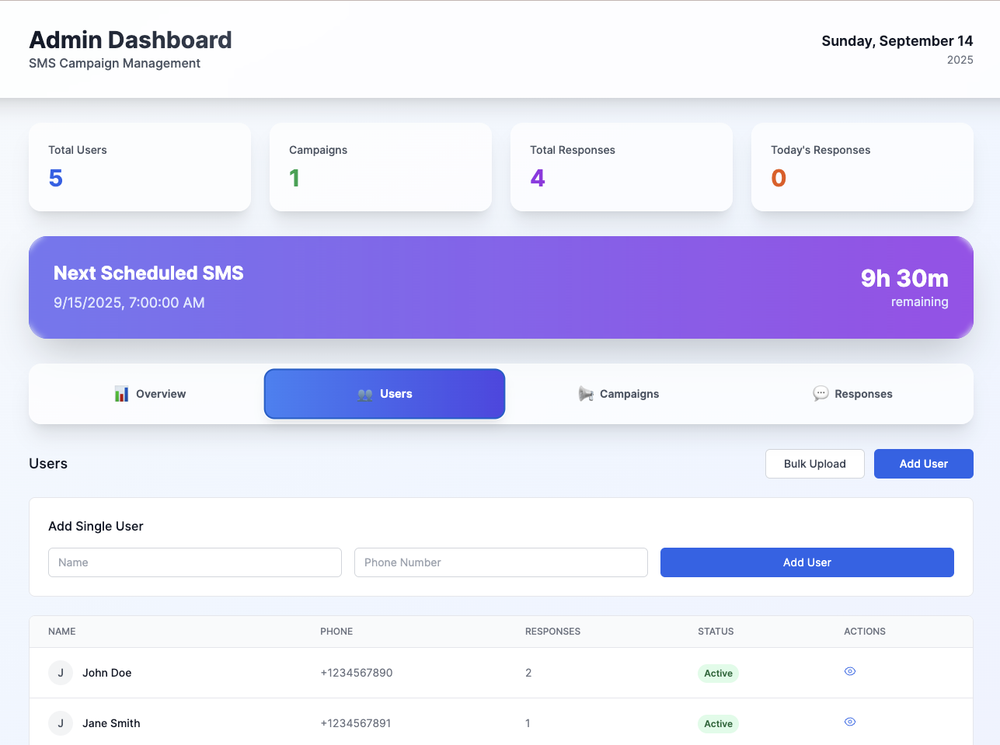 Admin Dashboard
SMS Campaign Management
Sunday, September 14
2025
Total Users
5
Campaigns
1
Total Responses
4
Today's Responses
0
Next Scheduled SMS
9/15/2025, 7:00:00 AM
9h 30m
remaining
Overview
Users
Campaigns
Responses
Users
Bulk Upload
Add User
Add Single User
Name
Phone Number
Add User
NAME PHONE RESPONSES STATUS ACTIONS
J John Doe +1234567890 2 Active
J Jane Smith +1234567891 1 Active